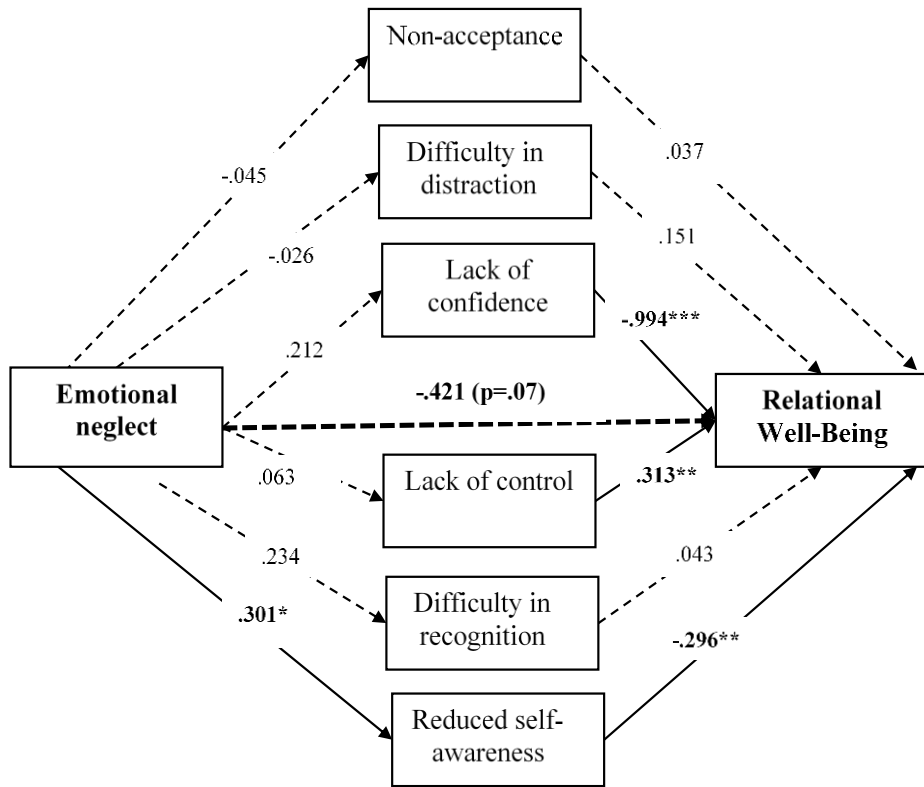 Non-acceptance
-.045
.037
Difficulty in
distraction
-.026
.151
Lack of
confidence
.212
-.994***
Emotional
neglect
-.421 (p=.07)
Relational
Well-Being
.063
Lack of control
.313**
.234
.043
Difficulty in
recognition
.301*
-.296**
Reduced self-
awareness